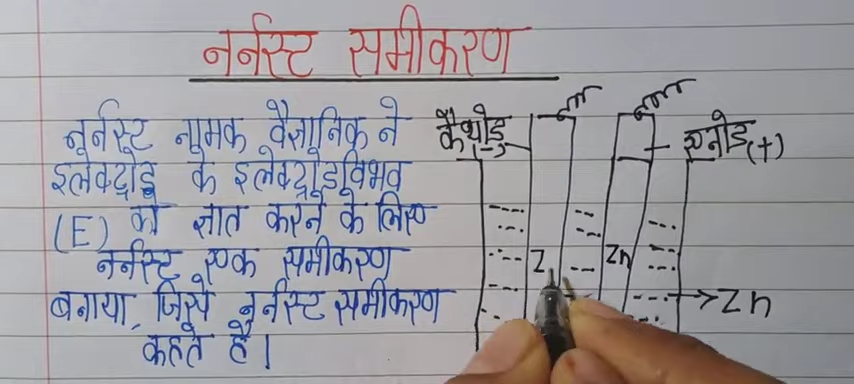 नर्नस्ट समीकरण
नर्नस्ट नामक वैज्ञानिक ने
इलेक्ट्रोड के इलेक्ट्रोडविभव
(E) को ज्ञात करने के लिए
नर्नस्ट एक समीकरण
बनाया, जिसे नर्नस्ट समीकरण
कहते है।
कैथोड (-)
एनोड (+)
Z
Zn
Zn